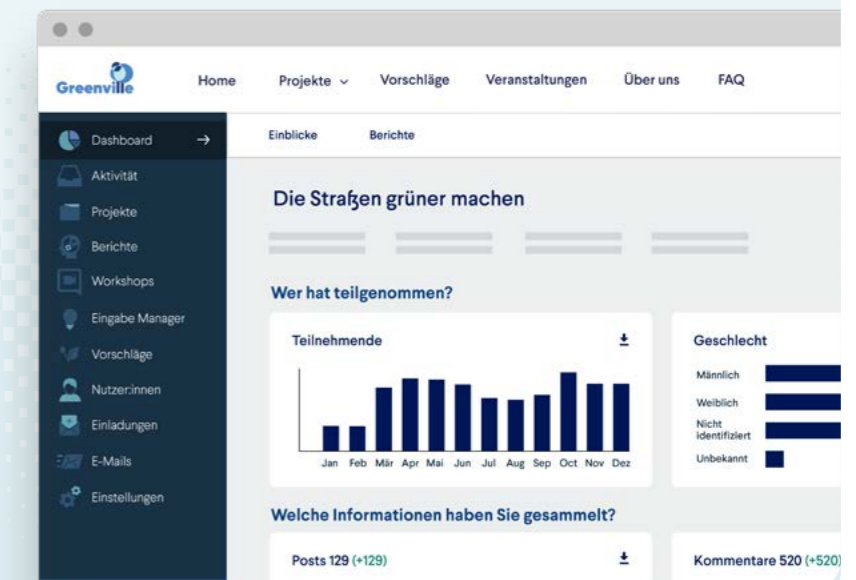 Greenville
Home Projekte Vorschläge Veranstaltungen Über uns FAQ
Dashboard
Aktivität
Projekte
Berichte
Workshops
Eingabe Manager
Vorschläge
Nutzer:innen
Einladungen
E-Mails
Einstellungen
Einblicke Berichte
Die Straßen grüner machen
Wer hat teilgenommen?
Teilnehmende
Jan Feb Mär Apr Mai Jun Jul Aug Sep Oct Nov Dez
Geschlecht
Männlich
Weiblich
Nicht
identifiziert
Unbekannt
Welche Informationen haben Sie gesammelt?
Posts 129 (+129)
Kommentare 520 (+520)